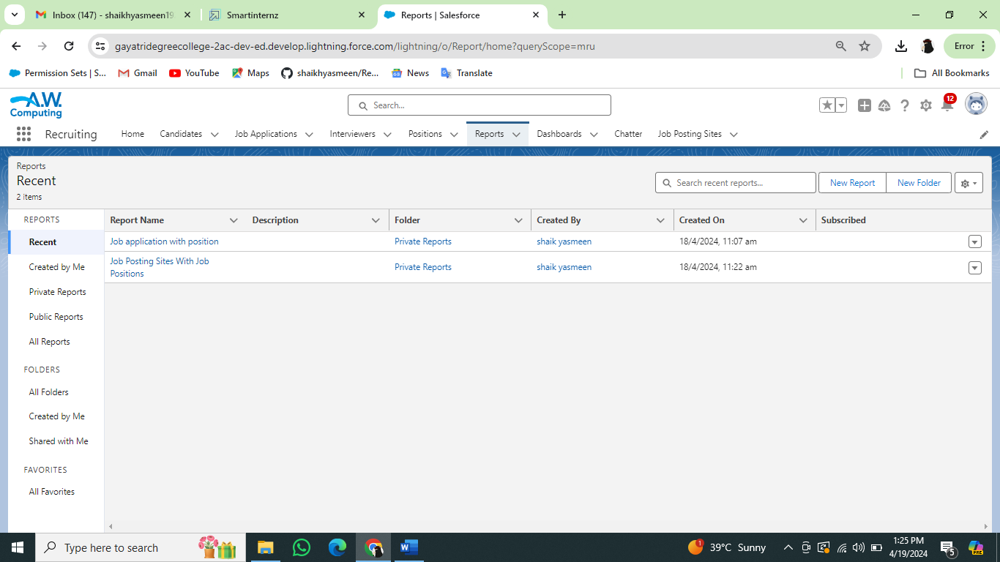 Inbox (147) - shaikhyasmeen19
Smartinternz
Reports | Salesforce
gayatridegreecollege-2ac-dev-ed.develop.lightning.force.com/lightning/o/Report/home?queryScope=mru
Error
Permission Sets | S...
Gmail
YouTube
Maps
shaikhyasmeen/Re...
News
Translate
All Bookmarks
A.W.
Computing
Search...
12
Recruiting
Home
Candidates
Job Applications
Interviewers
Positions
Reports
Dashboards
Chatter
Job Posting Sites
Reports
Recent
2 items
Search recent reports...
New Report
New Folder
REPORTS
Recent
Created by Me
Private Reports
Public Reports
All Reports
FOLDERS
All Folders
Created by Me
Shared with Me
FAVORITES
All Favorites
Report Name
Description
Folder
Created By
Created On
Subscribed
Job application with position
Private Reports
shaik yasmeen
18/4/2024, 11:07 am
Job Posting Sites With Job
Positions
Private Reports
shaik yasmeen
18/4/2024, 11:22 am
Type here to search
1
39°C Sunny
1:25 PM
4/19/2024
5
PRE